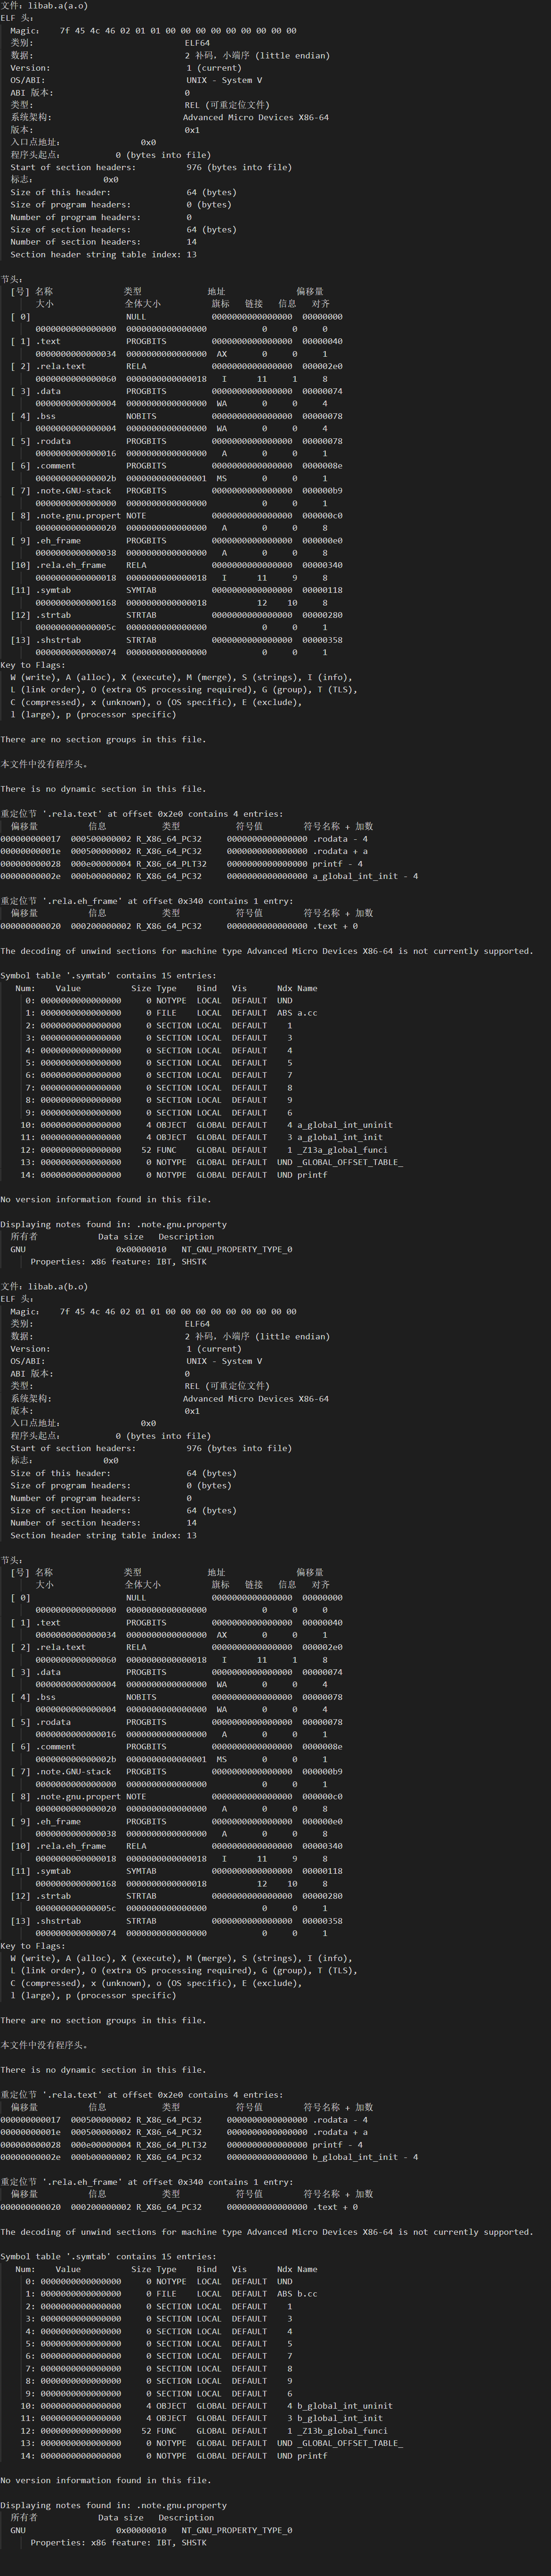 文件：libab.a(a.o)
ELF 头：
  Magic：   7f 45 4c 46 02 01 01 00 00 00 00 00 00 00 00 00
  类别:                              ELF64
  数据:                              2 补码，小端序 (little endian)
  Version:                           1 (current)
  OS/ABI:                            UNIX - System V
  ABI 版本:                          0
  类型:                              REL (可重定位文件)
  系统架构:                          Advanced Micro Devices X86-64
  版本:                              0x1
  入口点地址：               0x0
  程序头起点：          0 (bytes into file)
  Start of section headers:          976 (bytes into file)
  标志：             0x0
  Size of this header:               64 (bytes)
  Size of program headers:           0 (bytes)
  Number of program headers:         0
  Size of section headers:           64 (bytes)
  Number of section headers:         14
  Section header string table index: 13

节头：
  [号] 名称              类型             地址              偏移量
       大小              全体大小          旗标   链接   信息   对齐
  [ 0]                   NULL             0000000000000000  00000000
       0000000000000000  0000000000000000           0     0     0
  [ 1] .text             PROGBITS         0000000000000000  00000040
       0000000000000034  0000000000000000  AX       0     0     1
  [ 2] .rela.text        RELA             0000000000000000  000002e0
       0000000000000060  0000000000000018   I      11     1     8
  [ 3] .data             PROGBITS         0000000000000000  00000074
       0000000000000004  0000000000000000  WA       0     0     4
  [ 4] .bss              NOBITS           0000000000000000  00000078
       0000000000000004  0000000000000000  WA       0     0     4
  [ 5] .rodata           PROGBITS         0000000000000000  00000078
       0000000000000016  0000000000000000   A       0     0     1
  [ 6] .comment          PROGBITS         0000000000000000  0000008e
       000000000000002b  0000000000000001  MS       0     0     1
  [ 7] .note.GNU-stack   PROGBITS         0000000000000000  000000b9
       0000000000000000  0000000000000000           0     0     1
  [ 8] .note.gnu.propert NOTE             0000000000000000  000000c0
       0000000000000020  0000000000000000   A       0     0     8
  [ 9] .eh_frame         PROGBITS         0000000000000000  000000e0
       0000000000000038  0000000000000000   A       0     0     8
  [10] .rela.eh_frame    RELA             0000000000000000  00000340
       0000000000000018  0000000000000018   I      11     9     8
  [11] .symtab           SYMTAB           0000000000000000  00000118
       0000000000000168  0000000000000018          12    10     8
  [12] .strtab           STRTAB           0000000000000000  00000280
       000000000000005c  0000000000000000           0     0     1
  [13] .shstrtab         STRTAB           0000000000000000  00000358
       0000000000000074  0000000000000000           0     0     1
Key to Flags:
  W (write), A (alloc), X (execute), M (merge), S (strings), I (info),
  L (link order), O (extra OS processing required), G (group), T (TLS),
  C (compressed), x (unknown), o (OS specific), E (exclude),
  l (large), p (processor specific)

There are no section groups in this file.

本文件中没有程序头。

There is no dynamic section in this file.

重定位节 '.rela.text' at offset 0x2e0 contains 4 entries:
  偏移量          信息           类型           符号值        符号名称 + 加数
000000000017  000500000002 R_X86_64_PC32     0000000000000000 .rodata - 4
00000000001e  000500000002 R_X86_64_PC32     0000000000000000 .rodata + a
000000000028  000e00000004 R_X86_64_PLT32    0000000000000000 printf - 4
00000000002e  000b00000002 R_X86_64_PC32     0000000000000000 a_global_int_init - 4

重定位节 '.rela.eh_frame' at offset 0x340 contains 1 entry:
  偏移量          信息           类型           符号值        符号名称 + 加数
000000000020  000200000002 R_X86_64_PC32     0000000000000000 .text + 0

The decoding of unwind sections for machine type Advanced Micro Devices X86-64 is not currently supported.

Symbol table '.symtab' contains 15 entries:
   Num:    Value          Size Type    Bind   Vis      Ndx Name
     0: 0000000000000000     0 NOTYPE  LOCAL  DEFAULT  UND
     1: 0000000000000000     0 FILE    LOCAL  DEFAULT  ABS a.cc
     2: 0000000000000000     0 SECTION LOCAL  DEFAULT    1
     3: 0000000000000000     0 SECTION LOCAL  DEFAULT    3
     4: 0000000000000000     0 SECTION LOCAL  DEFAULT    4
     5: 0000000000000000     0 SECTION LOCAL  DEFAULT    5
     6: 0000000000000000     0 SECTION LOCAL  DEFAULT    7
     7: 0000000000000000     0 SECTION LOCAL  DEFAULT    8
     8: 0000000000000000     0 SECTION LOCAL  DEFAULT    9
     9: 0000000000000000     0 SECTION LOCAL  DEFAULT    6
    10: 0000000000000000     4 OBJECT  GLOBAL DEFAULT    4 a_global_int_uninit
    11: 0000000000000000     4 OBJECT  GLOBAL DEFAULT    3 a_global_int_init
    12: 0000000000000000    52 FUNC    GLOBAL DEFAULT    1 _Z13a_global_funci
    13: 0000000000000000     0 NOTYPE  GLOBAL DEFAULT  UND _GLOBAL_OFFSET_TABLE_
    14: 0000000000000000     0 NOTYPE  GLOBAL DEFAULT  UND printf

No version information found in this file.

Displaying notes found in: .note.gnu.property
  所有者            Data size   Description
  GNU                  0x00000010   NT_GNU_PROPERTY_TYPE_0
      Properties: x86 feature: IBT, SHSTK

文件：libab.a(b.o)
ELF 头：
  Magic：   7f 45 4c 46 02 01 01 00 00 00 00 00 00 00 00 00
  类别:                              ELF64
  数据:                              2 补码，小端序 (little endian)
  Version:                           1 (current)
  OS/ABI:                            UNIX - System V
  ABI 版本:                          0
  类型:                              REL (可重定位文件)
  系统架构:                          Advanced Micro Devices X86-64
  版本:                              0x1
  入口点地址：               0x0
  程序头起点：          0 (bytes into file)
  Start of section headers:          976 (bytes into file)
  标志：             0x0
  Size of this header:               64 (bytes)
  Size of program headers:           0 (bytes)
  Number of program headers:         0
  Size of section headers:           64 (bytes)
  Number of section headers:         14
  Section header string table index: 13

节头：
  [号] 名称              类型             地址              偏移量
       大小              全体大小          旗标   链接   信息   对齐
  [ 0]                   NULL             0000000000000000  00000000
       0000000000000000  0000000000000000           0     0     0
  [ 1] .text             PROGBITS         0000000000000000  00000040
       0000000000000034  0000000000000000  AX       0     0     1
  [ 2] .rela.text        RELA             0000000000000000  000002e0
       0000000000000060  0000000000000018   I      11     1     8
  [ 3] .data             PROGBITS         0000000000000000  00000074
       0000000000000004  0000000000000000  WA       0     0     4
  [ 4] .bss              NOBITS           0000000000000000  00000078
       0000000000000004  0000000000000000  WA       0     0     4
  [ 5] .rodata           PROGBITS         0000000000000000  00000078
       0000000000000016  0000000000000000   A       0     0     1
  [ 6] .comment          PROGBITS         0000000000000000  0000008e
       000000000000002b  0000000000000001  MS       0     0     1
  [ 7] .note.GNU-stack   PROGBITS         0000000000000000  000000b9
       0000000000000000  0000000000000000           0     0     1
  [ 8] .note.gnu.propert NOTE             0000000000000000  000000c0
       0000000000000020  0000000000000000   A       0     0     8
  [ 9] .eh_frame         PROGBITS         0000000000000000  000000e0
       0000000000000038  0000000000000000   A       0     0     8
  [10] .rela.eh_frame    RELA             0000000000000000  00000340
       0000000000000018  0000000000000018   I      11     9     8
  [11] .symtab           SYMTAB           0000000000000000  00000118
       0000000000000168  0000000000000018          12    10     8
  [12] .strtab           STRTAB           0000000000000000  00000280
       000000000000005c  0000000000000000           0     0     1
  [13] .shstrtab         STRTAB           0000000000000000  00000358
       0000000000000074  0000000000000000           0     0     1
Key to Flags:
  W (write), A (alloc), X (execute), M (merge), S (strings), I (info),
  L (link order), O (extra OS processing required), G (group), T (TLS),
  C (compressed), x (unknown), o (OS specific), E (exclude),
  l (large), p (processor specific)

There are no section groups in this file.

本文件中没有程序头。

There is no dynamic section in this file.

重定位节 '.rela.text' at offset 0x2e0 contains 4 entries:
  偏移量          信息           类型           符号值        符号名称 + 加数
000000000017  000500000002 R_X86_64_PC32     0000000000000000 .rodata - 4
00000000001e  000500000002 R_X86_64_PC32     0000000000000000 .rodata + a
000000000028  000e00000004 R_X86_64_PLT32    0000000000000000 printf - 4
00000000002e  000b00000002 R_X86_64_PC32     0000000000000000 b_global_int_init - 4

重定位节 '.rela.eh_frame' at offset 0x340 contains 1 entry:
  偏移量          信息           类型           符号值        符号名称 + 加数
000000000020  000200000002 R_X86_64_PC32     0000000000000000 .text + 0

The decoding of unwind sections for machine type Advanced Micro Devices X86-64 is not currently supported.

Symbol table '.symtab' contains 15 entries:
   Num:    Value          Size Type    Bind   Vis      Ndx Name
     0: 0000000000000000     0 NOTYPE  LOCAL  DEFAULT  UND
     1: 0000000000000000     0 FILE    LOCAL  DEFAULT  ABS b.cc
     2: 0000000000000000     0 SECTION LOCAL  DEFAULT    1
     3: 0000000000000000     0 SECTION LOCAL  DEFAULT    3
     4: 0000000000000000     0 SECTION LOCAL  DEFAULT    4
     5: 0000000000000000     0 SECTION LOCAL  DEFAULT    5
     6: 0000000000000000     0 SECTION LOCAL  DEFAULT    7
     7: 0000000000000000     0 SECTION LOCAL  DEFAULT    8
     8: 0000000000000000     0 SECTION LOCAL  DEFAULT    9
     9: 0000000000000000     0 SECTION LOCAL  DEFAULT    6
    10: 0000000000000000     4 OBJECT  GLOBAL DEFAULT    4 b_global_int_uninit
    11: 0000000000000000     4 OBJECT  GLOBAL DEFAULT    3 b_global_int_init
    12: 0000000000000000    52 FUNC    GLOBAL DEFAULT    1 _Z13b_global_funci
    13: 0000000000000000     0 NOTYPE  GLOBAL DEFAULT  UND _GLOBAL_OFFSET_TABLE_
    14: 0000000000000000     0 NOTYPE  GLOBAL DEFAULT  UND printf

No version information found in this file.

Displaying notes found in: .note.gnu.property
  所有者            Data size   Description
  GNU                  0x00000010   NT_GNU_PROPERTY_TYPE_0
      Properties: x86 feature: IBT, SHSTK